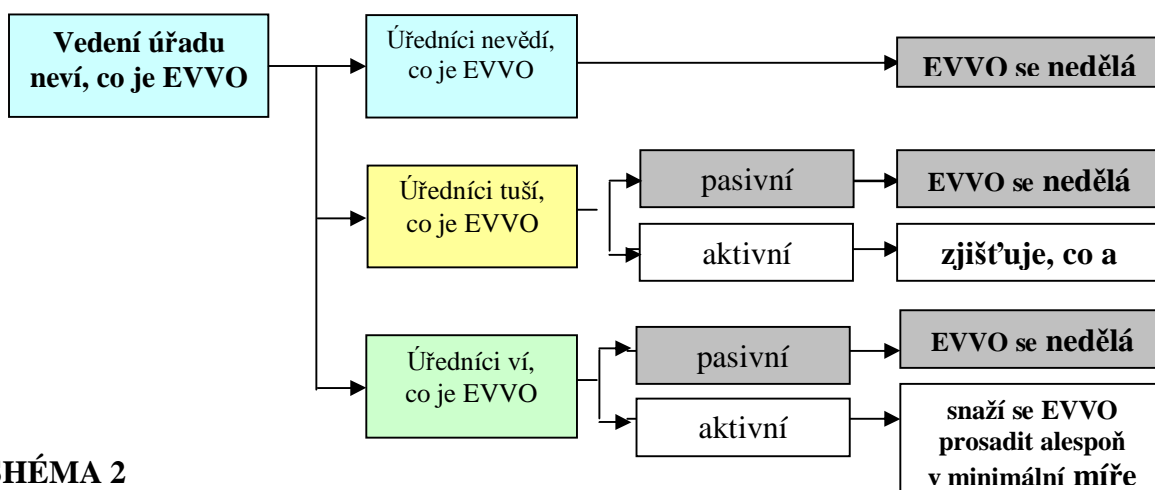 Vedení úřadu
neví, co je EVVO
Úředníci nevědí,
co je EVVO
EVVO se nedělá
Úředníci tuší,
co je EVVO
pasivní
EVVO se nedělá
aktivní
zjišťuje, co a
Úředníci ví,
co je EVVO
pasivní
EVVO se nedělá
aktivní
snaží se EVVO
prosadit alespoň
v minimální míře
HÉMA 2